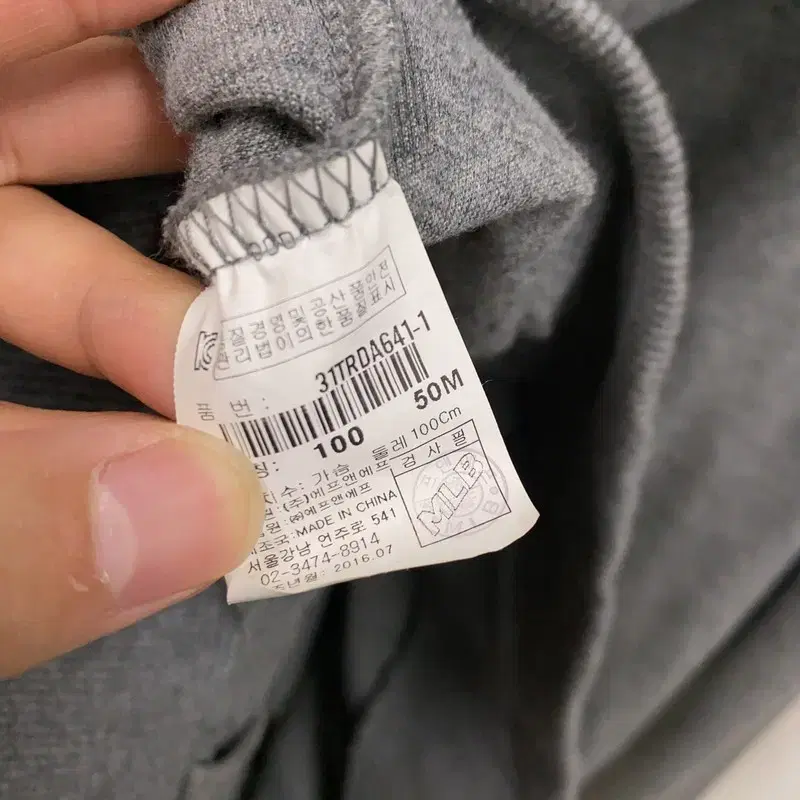 품질경영 및 공산품안전
관리법에 의한 품질표시
품 번: 31TRDA641-1
50M
100
가슴 둘레 100Cm
(주)에프앤에프
(주)에프앤에프
MADE IN CHINA
서울강남 언주로 541
02-3474-8914
2016.07
검사필
MLB